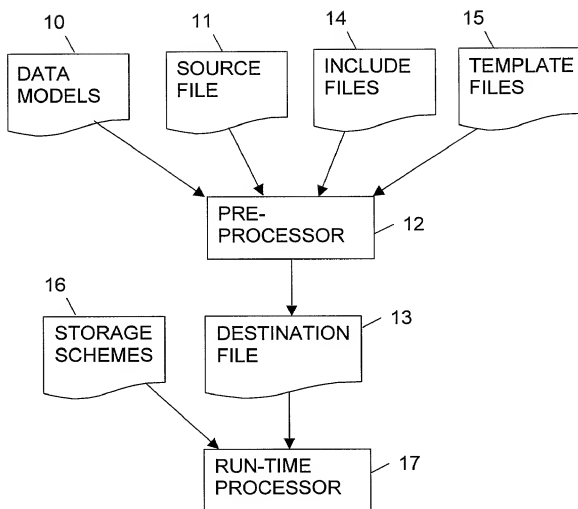 10
11
14
15
DATA
MODELS
SOURCE
FILE
INCLUDE
FILES
TEMPLATE
FILES
PRE-
PROCESSOR
12
16
STORAGE
SCHEMES
DESTINATION
FILE
13
RUN-TIME
PROCESSOR
17